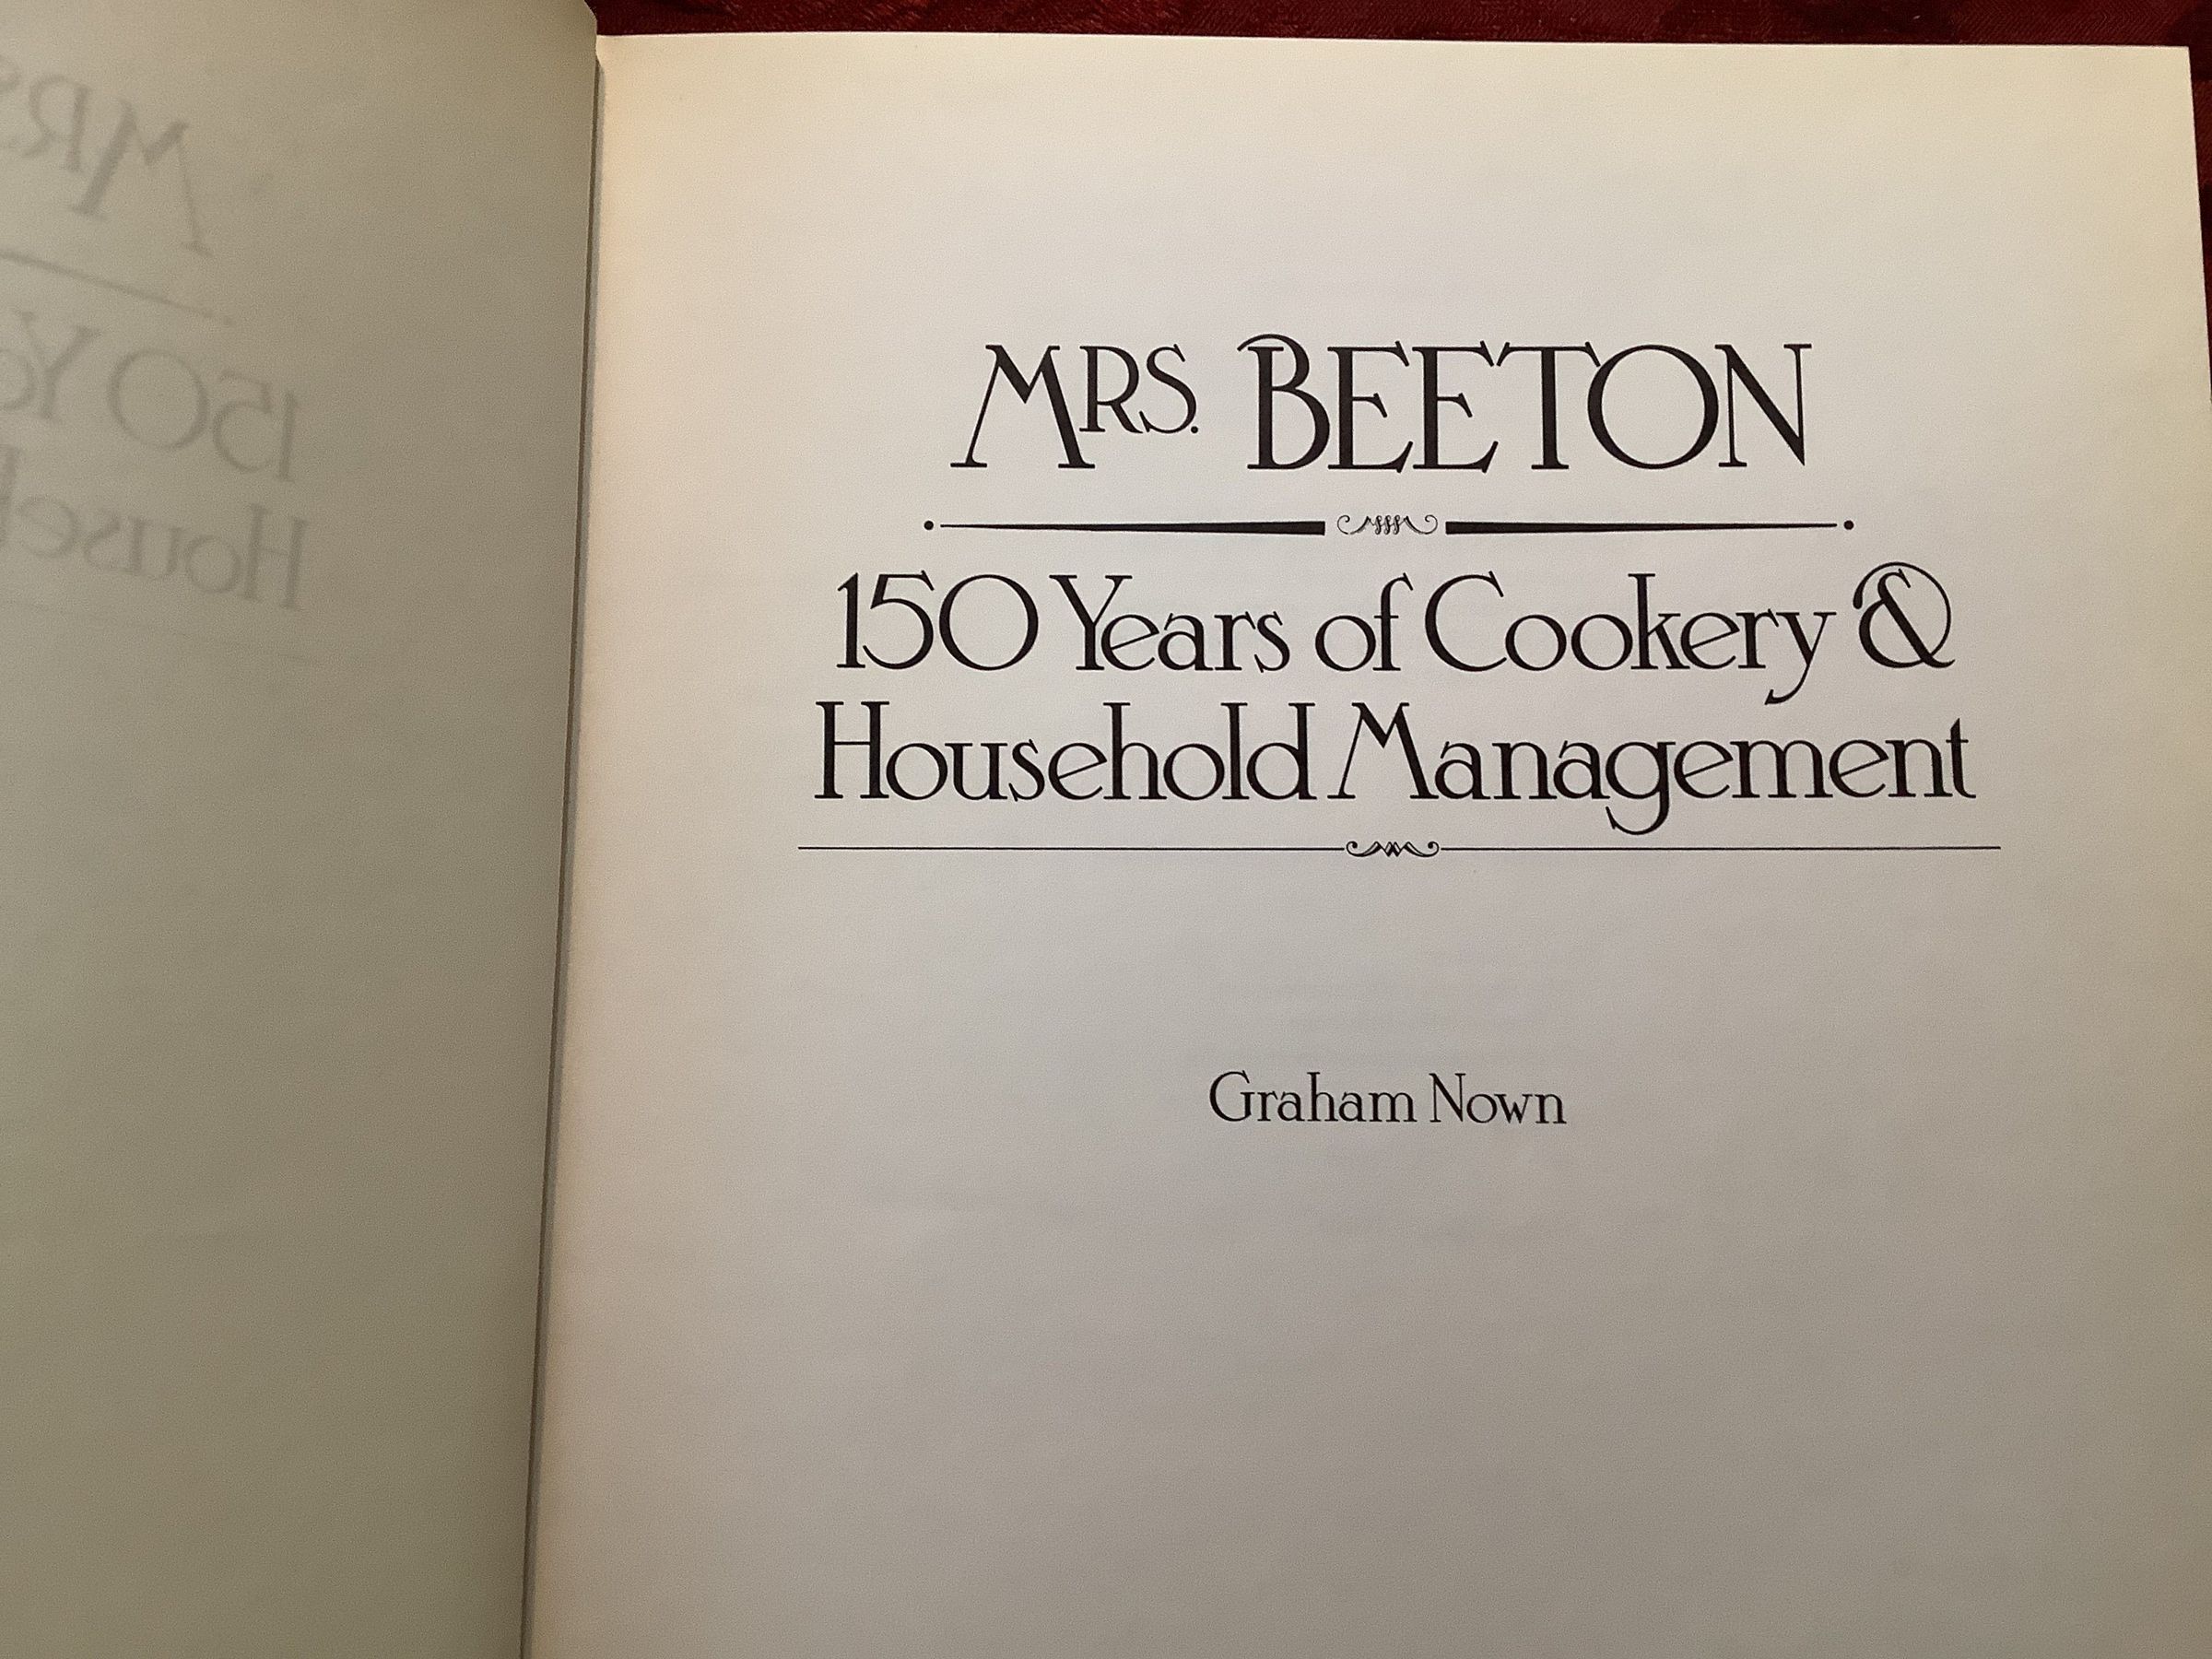 MRS. BEETON
150 Years of Cookery &
Household Management
Graham Nown